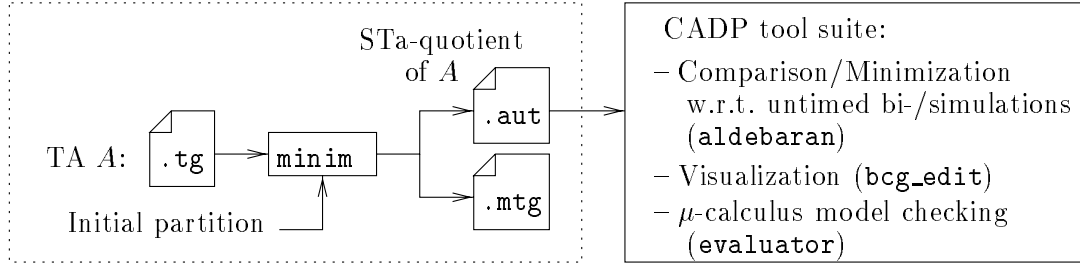 STa-quotient
of A
TA A:
.tg
minim
.aut
.mtg
Initial partition
CADP tool suite:
– Comparison/Minimization
w.r.t. untimed bi-/simulations
(aldebaran)
– Visualization (bcg_edit)
– μ-calculus model checking
(evaluator)